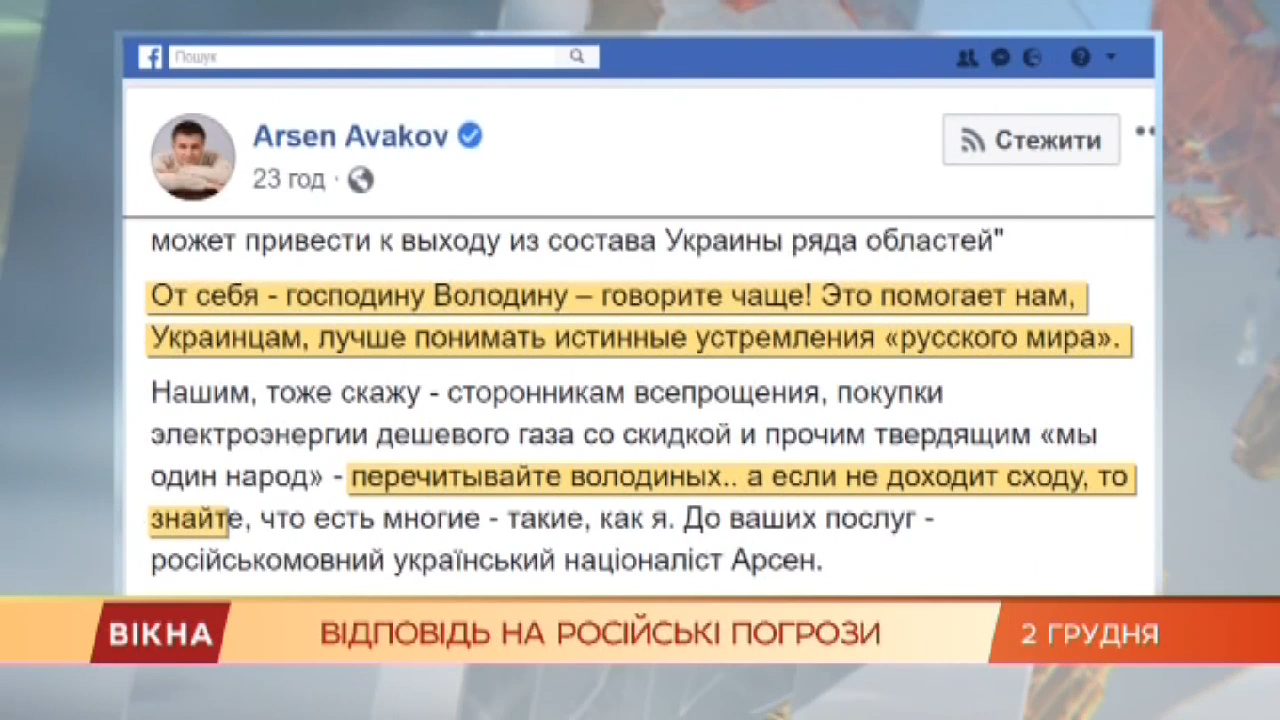 Пошук
Arsen Avakov
23 год ·
Стежити
может привести к выходу из состава Украины ряда областей"
От себя - господину Володину – говорите чаще! Это помогает нам,
Украинцам, лучше понимать истинные устремления «русского мира».
Нашим, тоже скажу - сторонникам всепрощения, покупки
электроэнергии дешевого газа со скидкой и прочим твердящим «мы
один народ» - перечитывайте володиных.. а если не доходит сходу, то
знайте, что есть многие - такие, как я. До ваших послуг -
російськомовний український націоналіст Арсен.
ВІКНА
ВІДПОВІДЬ НА РОСІЙСЬКІ ПОГРОЗИ
2 ГРУДНЯ